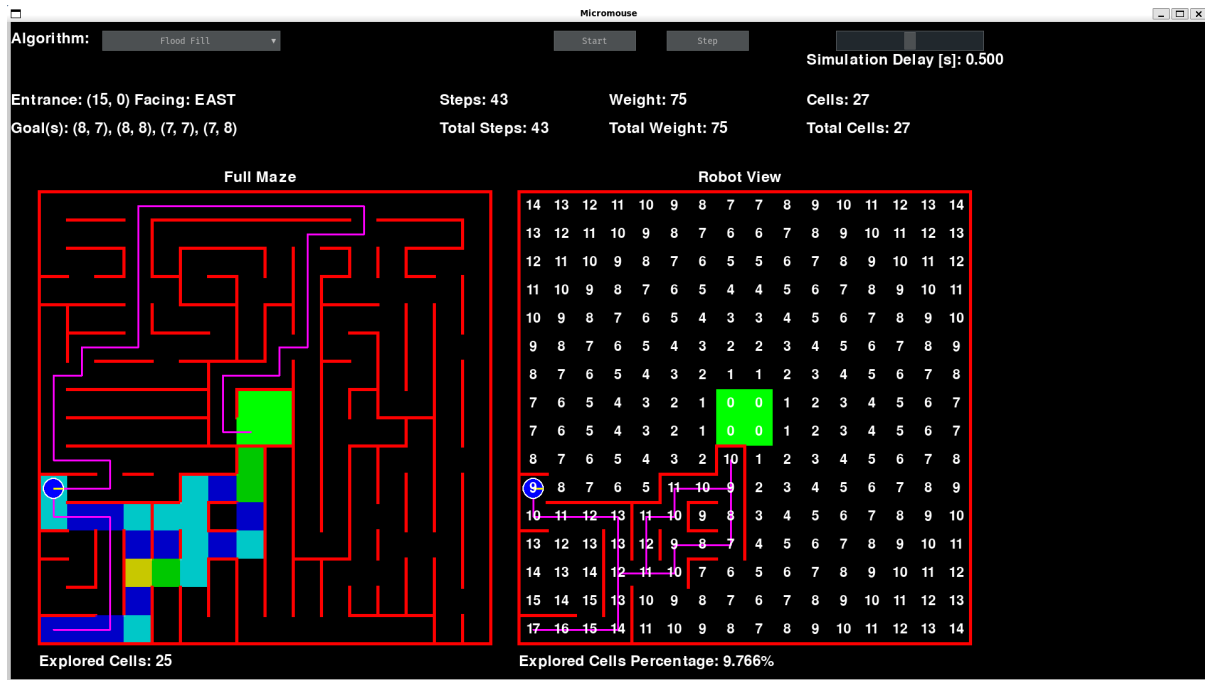 Micromouse
Algorithm: Flood Fill Start Step
Simulation Delay [s]: 0.500
Entrance: (15, 0) Facing: EAST Steps: 43 Weight: 75 Cells: 27
Goal(s): (8, 7), (8, 8), (7, 7), (7, 8) Total Steps: 43 Total Weight: 75 Total Cells: 27
Full Maze Robot View
14 13 12 11 10 9 8 7 7 8 9 10 11 12 13 14
13 12 11 10 9 8 7 6 6 7 8 9 10 11 12 13
12 11 10 9 8 7 6 5 5 6 7 8 9 10 11 12
11 10 9 8 7 6 5 4 4 5 6 7 8 9 10 11
10 9 8 7 6 5 4 3 3 4 5 6 7 8 9 10
9 8 7 6 5 4 3 2 2 3 4 5 6 7 8 9
8 7 6 5 4 3 2 1 1 2 3 4 5 6 7 8
7 6 5 4 3 2 1 0 0 1 2 3 4 5 6 7
7 6 5 4 3 2 1 0 0 1 2 3 4 5 6 7
8 7 6 5 4 3 2 10 1 2 3 4 5 6 7 8
9 8 7 6 5 11 10 9 2 3 4 5 6 7 8 9
10 11 12 13 11 10 9 8 3 4 5 6 7 8 9 10
13 12 13 13 12 9 8 7 4 5 6 7 8 9 10 11
14 13 14 12 11 10 7 6 5 6 7 8 9 10 11 12
15 14 15 13 10 9 8 7 6 7 8 9 10 11 12 13
17 16 15 14 11 10 9 8 7 8 9 10 11 12 13 14
Explored Cells: 25 Explored Cells Percentage: 9.766%